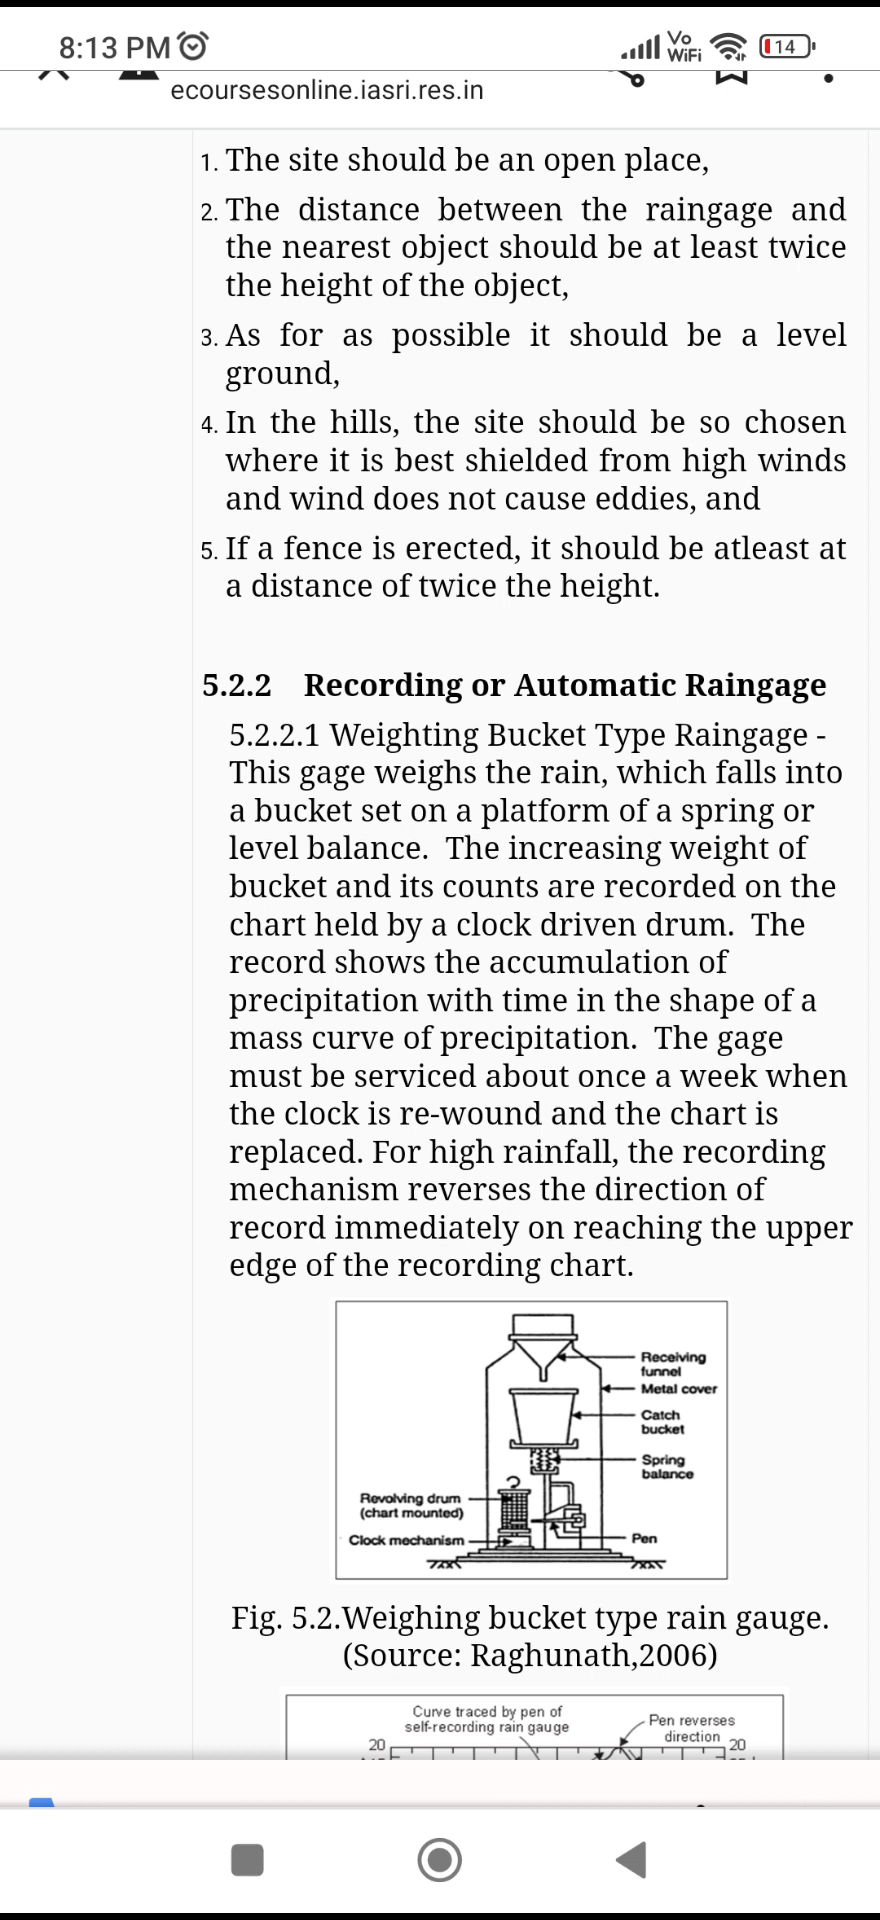 8:13 PM
Vo
WiFi
14
ecoursesonline.iasri.res.in
1. The site should be an open place,
2. The distance between the raingage and
the nearest object should be at least twice
the height of the object,
3. As for as possible it should be a level
ground,
4. In the hills, the site should be so chosen
where it is best shielded from high winds
and wind does not cause eddies, and
5. If a fence is erected, it should be atleast at
a distance of twice the height.
5.2.2 Recording or Automatic Raingage
5.2.2.1 Weighting Bucket Type Raingage -
This gage weighs the rain, which falls into
a bucket set on a platform of a spring or
level balance. The increasing weight of
bucket and its counts are recorded on the
chart held by a clock driven drum. The
record shows the accumulation of
precipitation with time in the shape of a
mass curve of precipitation. The gage
must be serviced about once a week when
the clock is re-wound and the chart is
replaced. For high rainfall, the recording
mechanism reverses the direction of
record immediately on reaching the upper
edge of the recording chart.
Receiving
funnel
Metal cover
Catch
bucket
Spring
balance
Revolving drum
(chart mounted)
Clock mechanism
Pen
Fig. 5.2.Weighing bucket type rain gauge.
(Source: Raghunath,2006)
Curve traced by pen of
self-recording rain gauge
Pen reverses
direction
20
20